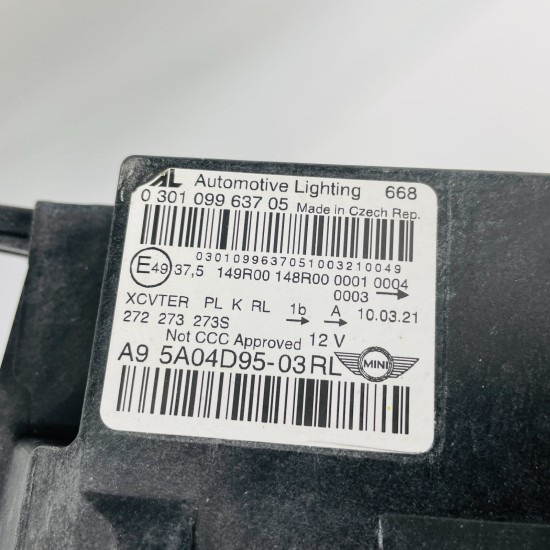 AL Automotive Lighting 668
0 301 099 637 05 Made in Czech Rep.
0301099637051003210049
E49 37,5 149R00 148R00 0001 0004
0003 →
XCVTER PL K RL 1b A 10.03.21
272 273 273S → →
Not CCC Approved 12 V
A9 5A04D95-03RL MINI